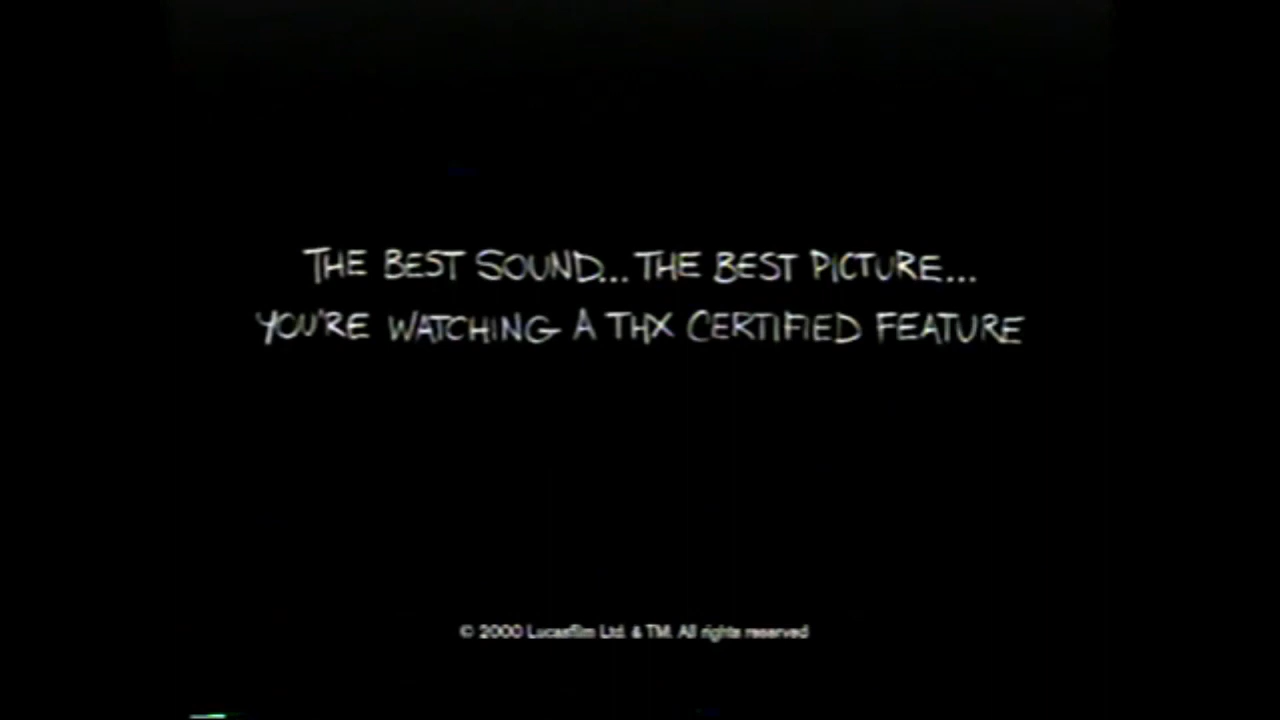 THE BEST SOUND... THE BEST PICTURE...
YOU'RE WATCHING A THX CERTIFIED FEATURE
© 2000 Lucasfilm Ltd. & TM. All rights reserved